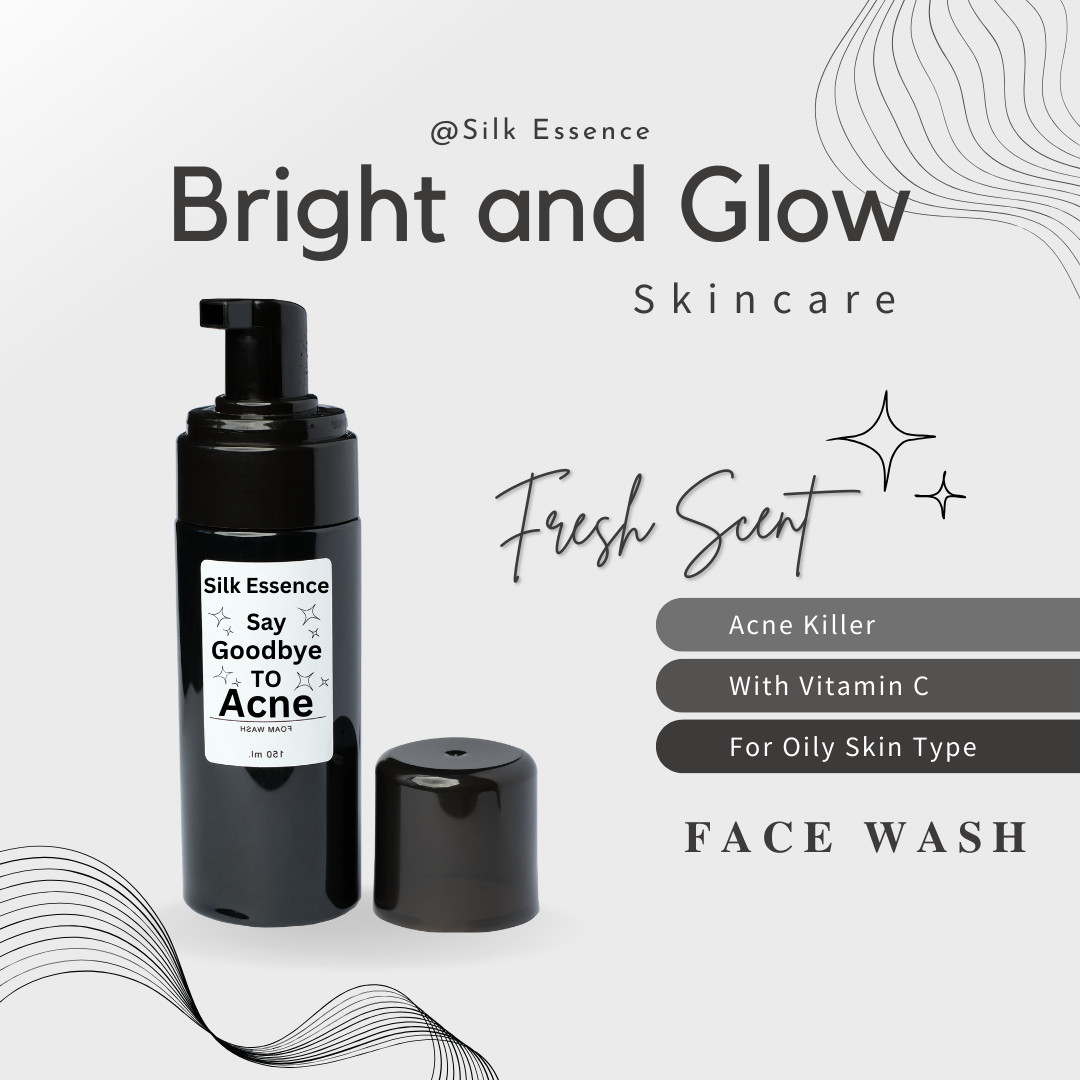 @Silk Essence
Bright and Glow
Skincare
Fresh Scent
Silk Essence
Say
Goodbye
TO
Acne
FOAM WASH
150 ml.
Acne Killer
With Vitamin C
For Oily Skin Type
FACE WASH